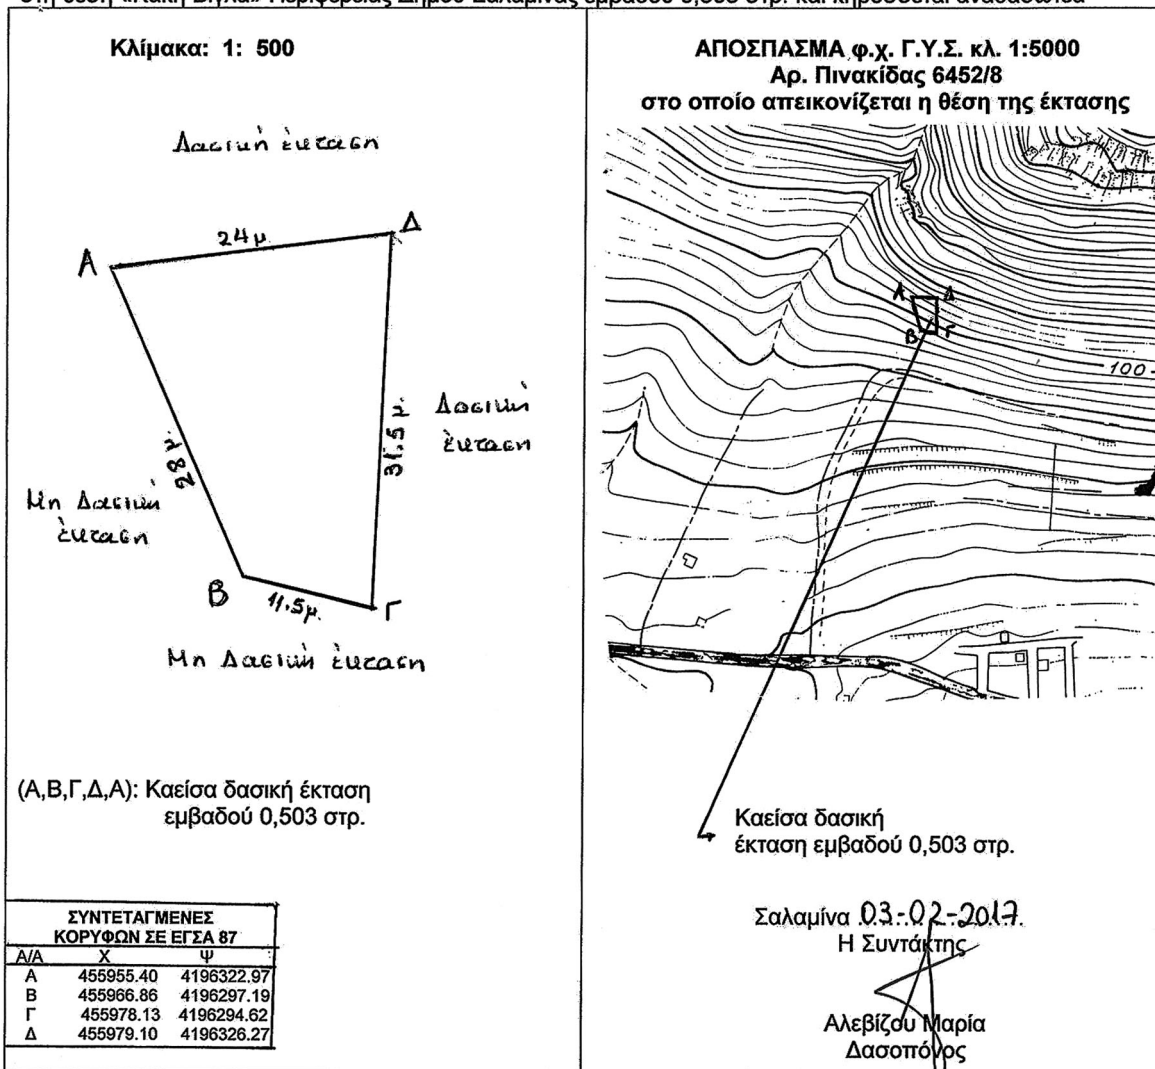 Κλίμακα: 1: 500
Δασική έκταση
Α
24 μ.
Δ
28 μ.
31.5 μ.
Δασική
έκταση
Μη Δασική
έκταση
Β
11.5μ.
Γ
Μη Δασική έκταση
(Α,Β,Γ,Δ,Α): Καείσα δασική έκταση
εμβαδού 0,503 στρ.
ΣΥΝΤΕΤΑΓΜΕΝΕΣ
ΚΟΡΥΦΩΝ ΣΕ ΕΓΣΑ 87
Α/Α Χ Ψ
Α 455955.40 4196322.97
Β 455966.86 4196297.19
Γ 455978.13 4196294.62
Δ 455979.10 4196326.27
ΑΠΟΣΠΑΣΜΑ φ.χ. Γ.Υ.Σ. κλ. 1:5000
Αρ. Πινακίδας 6452/8
στο οποίο απεικονίζεται η θέση της έκτασης
Α Δ
Β Γ
100
Καείσα δασική
έκταση εμβαδού 0,503 στρ.
Σαλαμίνα 03-02-2017
Η Συντάκτης
Αλεβίζου Μαρία
Δασοπόνος